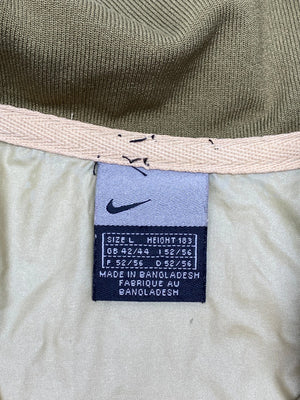 SIZE L HEIGHT 183
GB 42/44 I 52/56
F 52/56 D 52/56
MADE IN BANGLADESH
FABRIQUE AU
BANGLADESH